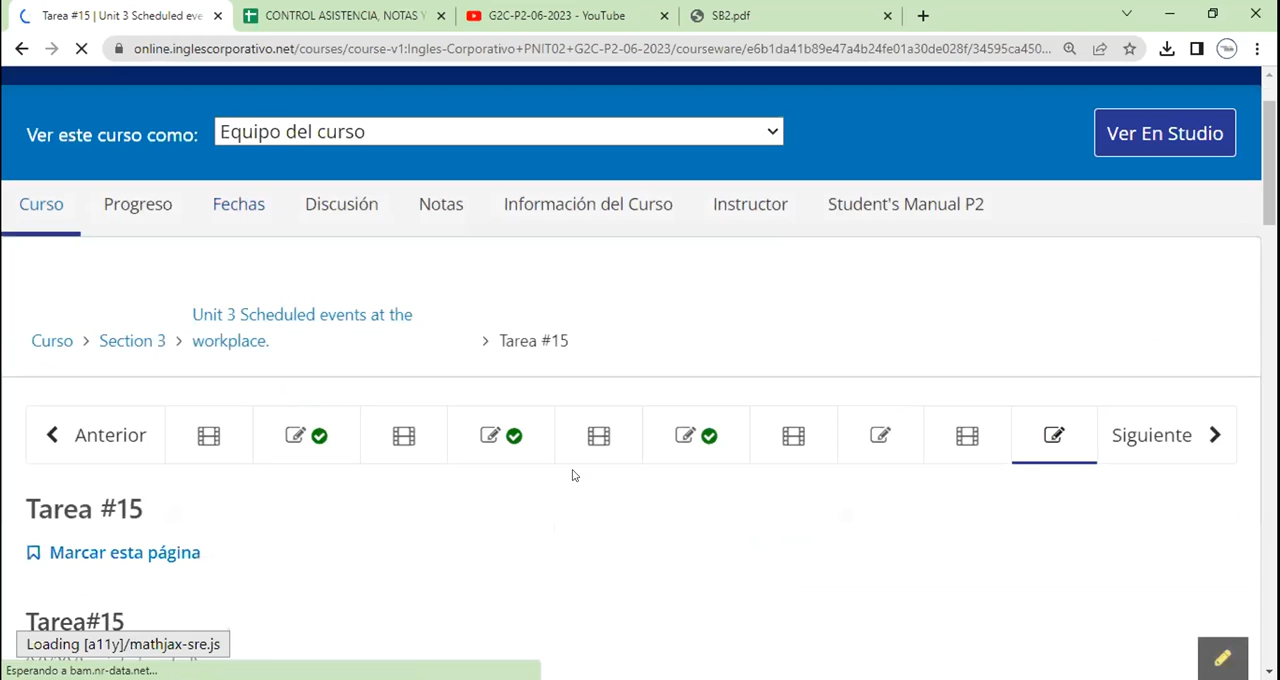 Tarea #15 | Unit 3 Scheduled eve
CONTROL ASISTENCIA, NOTAS Y
G2C-P2-06-2023 - YouTube
SB2.pdf
online.inglescorporativo.net/courses/course-v1:Ingles-Corporativo+PNIT02+G2C-P2-06-2023/courseware/e6b1da41b89e47a4b24fe01a30de028f/34595ca450...
Ver este curso como:
Equipo del curso
Ver En Studio
Curso
Progreso
Fechas
Discusión
Notas
Información del Curso
Instructor
Student's Manual P2
Unit 3 Scheduled events at the
Curso > Section 3 > workplace. > Tarea #15
Anterior
Siguiente
Tarea #15
Marcar esta página
Tarea#15
Loading [a11y]/mathjax-sre.js
Esperando a bam.nr-data.net...